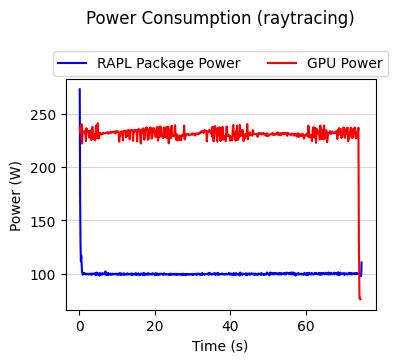 Power Consumption (raytracing)
RAPL Package Power
GPU Power
250
200
150
100
Power (W)
0
20
40
60
Time (s)